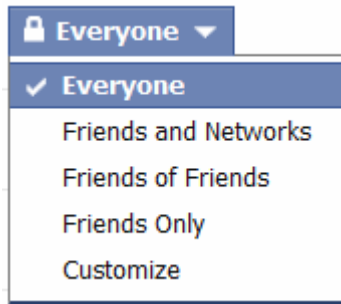 Everyone
Everyone
Friends and Networks
Friends of Friends
Friends Only
Customize